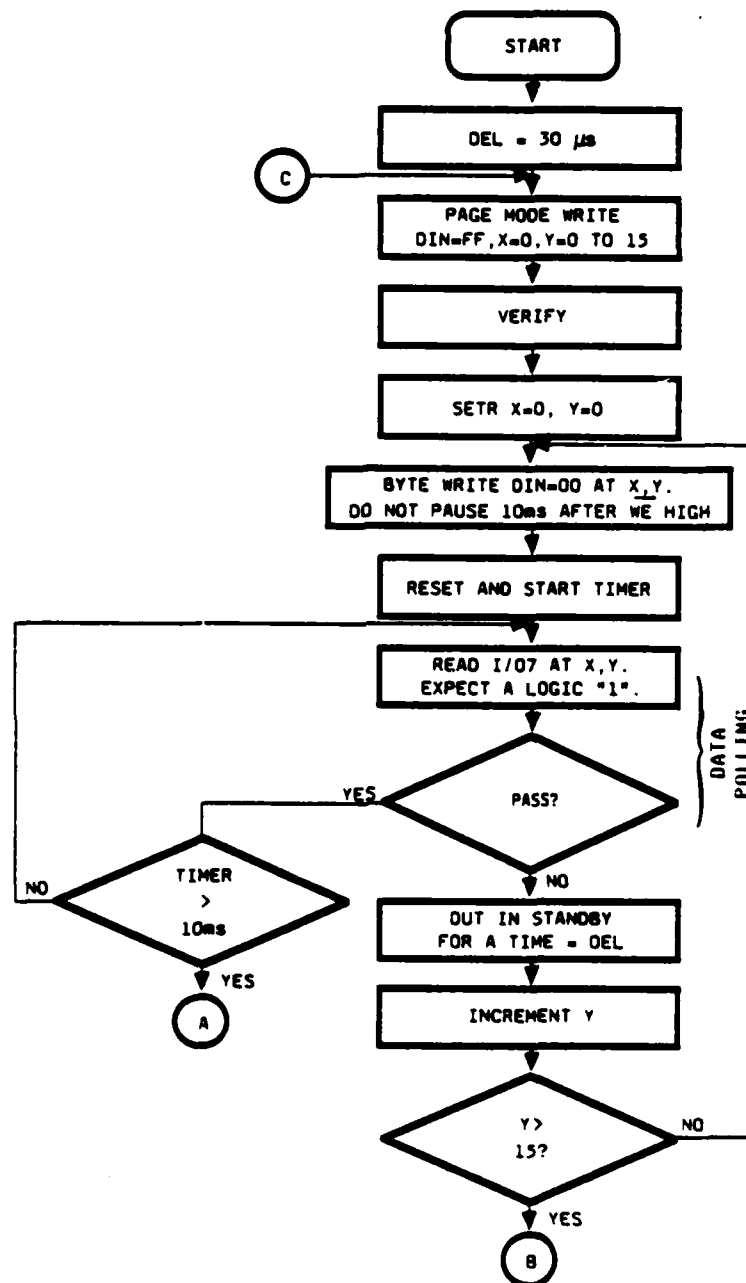 START
DEL = 30 µs
C
PAGE MODE WRITE
DIN=FF,X=0,Y=0 TO 15
VERIFY
SETR X=0, Y=0
BYTE WRITE DIN=00 AT X,Y.
DO NOT PAUSE 10ms AFTER WE HIGH
RESET AND START TIMER
READ I/O7 AT X,Y.
EXPECT A LOGIC "1".
DATA
POLLING
YES
PASS?
NO
TIMER
>
10ms
NO
YES
A
DUT IN STANDBY
FOR A TIME = DEL
INCREMENT Y
Y>
15?
NO
YES
B